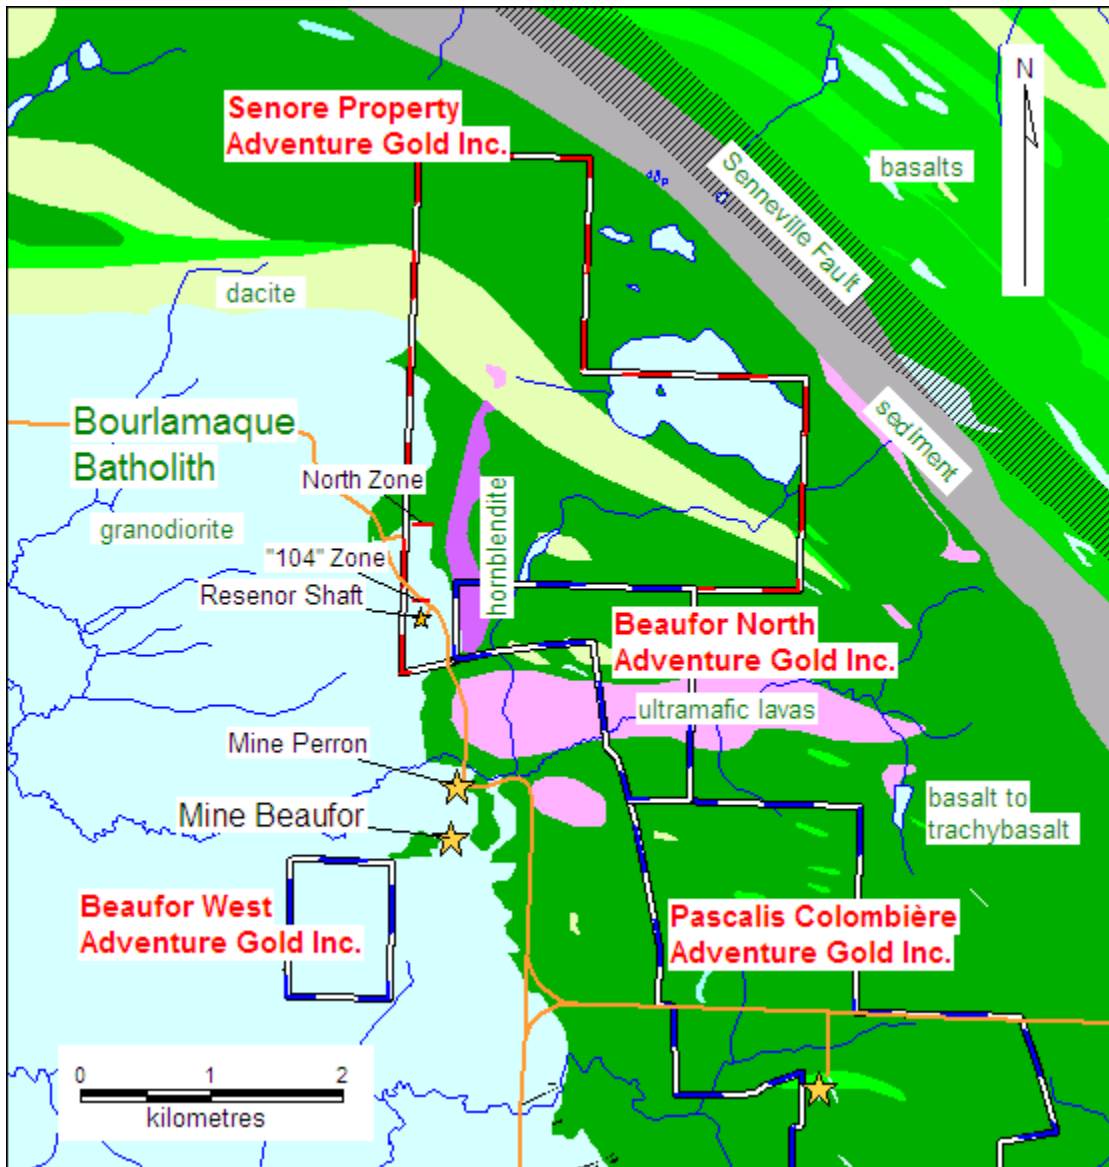 Senore Property
Adventure Gold Inc.
N
basalts
Senneville Fault
dacite
sediment
Bourlamaque
Batholith
North Zone
granodiorite
hornblendite
"104" Zone
Resenor Shaft
Beaufor North
Adventure Gold Inc.
ultramafic lavas
Mine Perron
Mine Beaufor
basalt to
trachybasalt
Beaufor West
Adventure Gold Inc.
Pascalis Colombière
Adventure Gold Inc.
0 1 2
kilometres